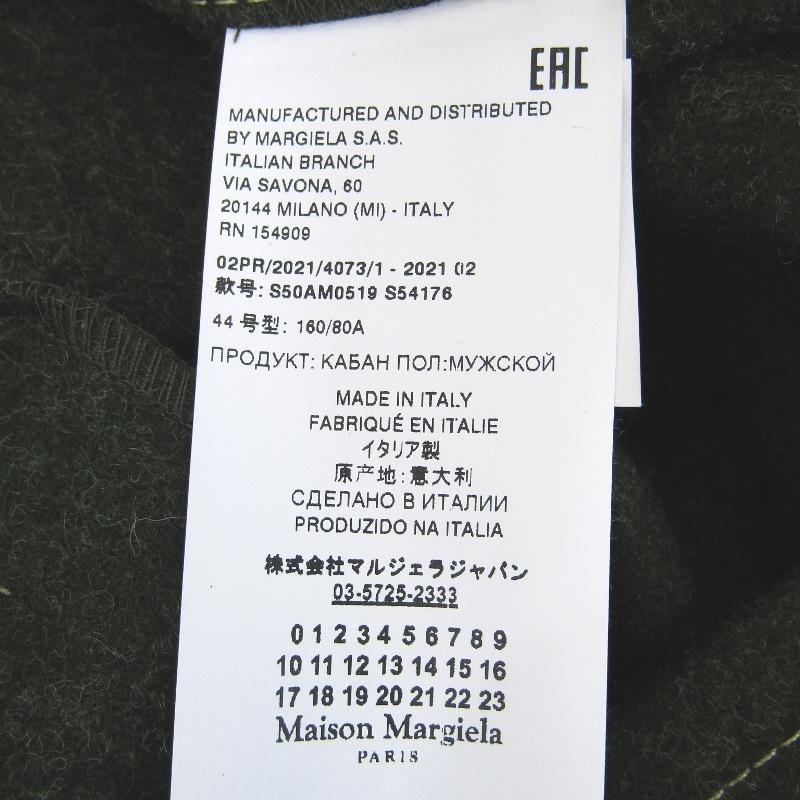 EAC
MANUFACTURED AND DISTRIBUTED
BY MARGIELA S.A.S.
ITALIAN BRANCH
VIA SAVONA, 60
20144 MILANO (MI) - ITALY
RN 154909
02PR/2021/4073/1 - 2021 02
款号: S50AM0519 S54176
44 号型: 160/80A
ПРОДУКТ: КАБАН ПОЛ:МУЖСКОЙ
MADE IN ITALY
FABRIQUÉ EN ITALIE
イタリア製
原产地:意大利
СДЕЛАНО В ИТАЛИИ
PRODUZIDO NA ITALIA
株式会社マルジェラジャパン
03-5725-2333
0 1 2 3 4 5 6 7 8 9
10 11 12 13 14 15 16
17 18 19 20 21 22 23
Maison Margiela
PARIS